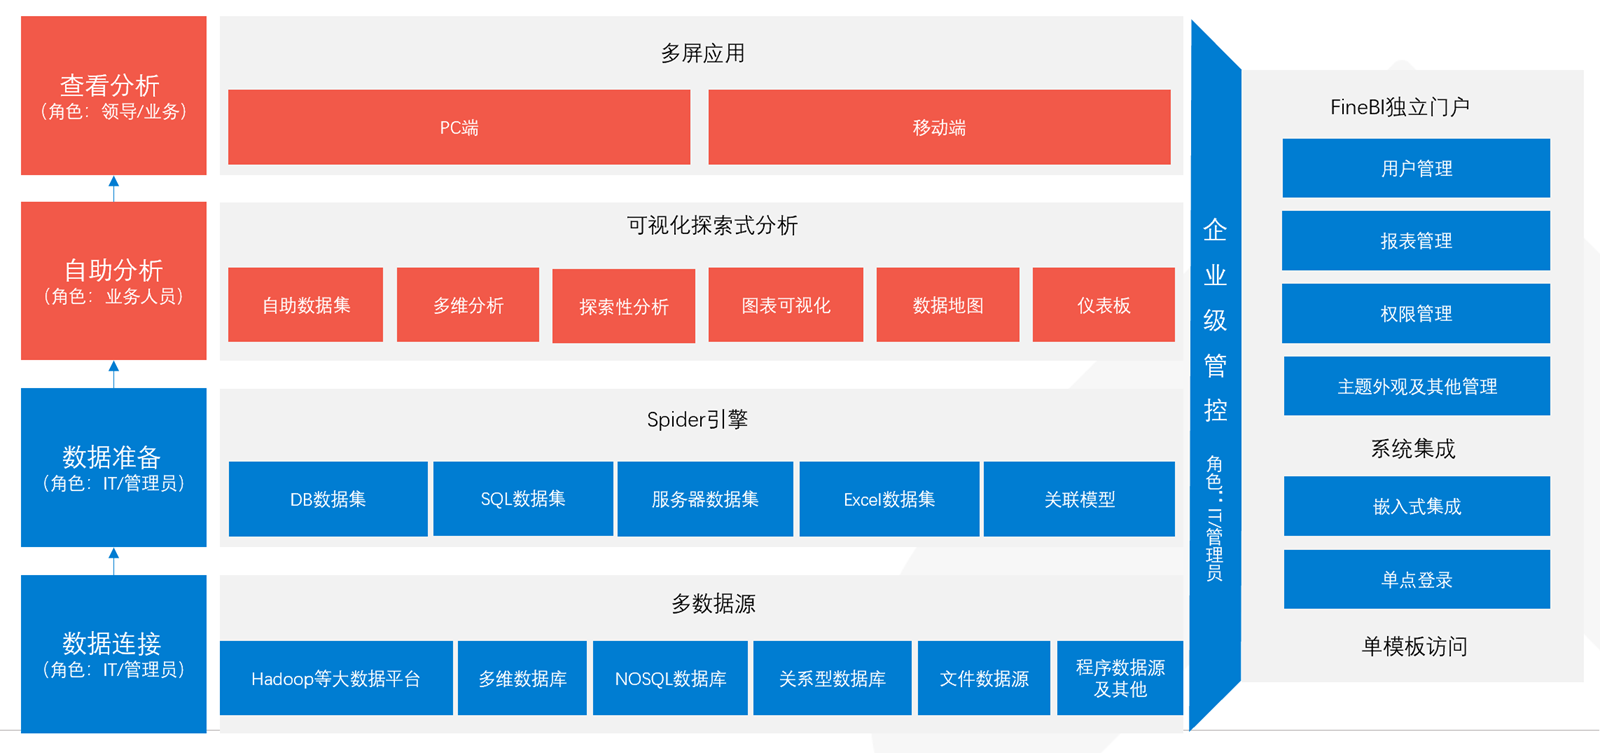 查看分析
（角色：领导/业务）
多屏应用
PC端
移动端
自助分析
（角色：业务人员）
可视化探索式分析
自助数据集
多维分析
探索性分析
图表可视化
数据地图
仪表板
数据准备
（角色：IT/管理员）
Spider引擎
DB数据集
SQL数据集
服务器数据集
Excel数据集
关联模型
数据连接
（角色：IT/管理员）
多数据源
Hadoop等大数据平台
多维数据库
NOSQL数据库
关系型数据库
文件数据源
程序数据源
及其他
企业级管控
角色：IT/管理员
FineBI独立门户
用户管理
报表管理
权限管理
主题外观及其他管理
系统集成
嵌入式集成
单点登录
单模板访问